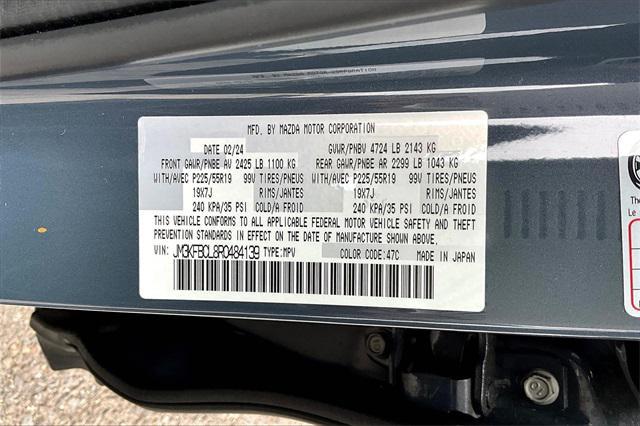 MFD. BY MAZDA MOTOR CORPORATION
DATE 02/24 GVWR/PNBV 4724 LB 2143 KG
FRONT GAWR/PNBE AV 2425 LB 1100 KG REAR GAWR/PNBE AR 2299 LB 1043 KG
WITH/AVEC P225/55R19 99V TIRES/PNEUS WITH/AVEC P225/55R19 99V TIRES/PNEUS
19X7J RIMS/JANTES 19X7J RIMS/JANTES
240 KPA/35 PSI COLD/A FROID 240 KPA/35 PSI COLD/A FROID
THIS VEHICLE CONFORMS TO ALL APPLICABLE FEDERAL MOTOR VEHICLE SAFETY AND THEFT
PREVENTION STANDARDS IN EFFECT ON THE DATE OF MANUFACTURE SHOWN ABOVE.
VIN: JM3KFBCL8R0484139 TYPE:MPV COLOR CODE:47C MADE IN JAPAN